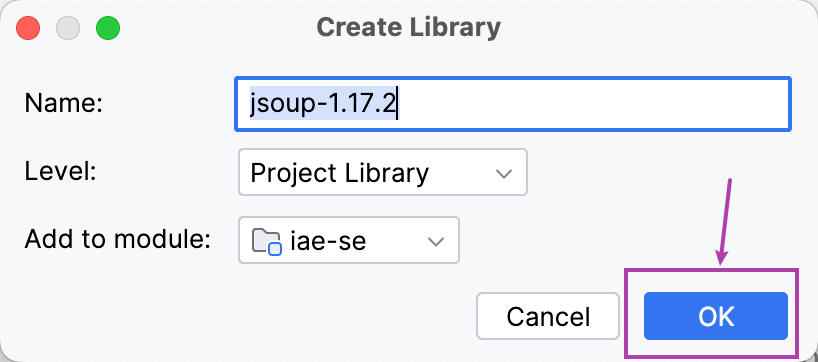 Create Library
Name: jsoup-1.17.2
Level: Project Library
Add to module: iae-se
Cancel OK